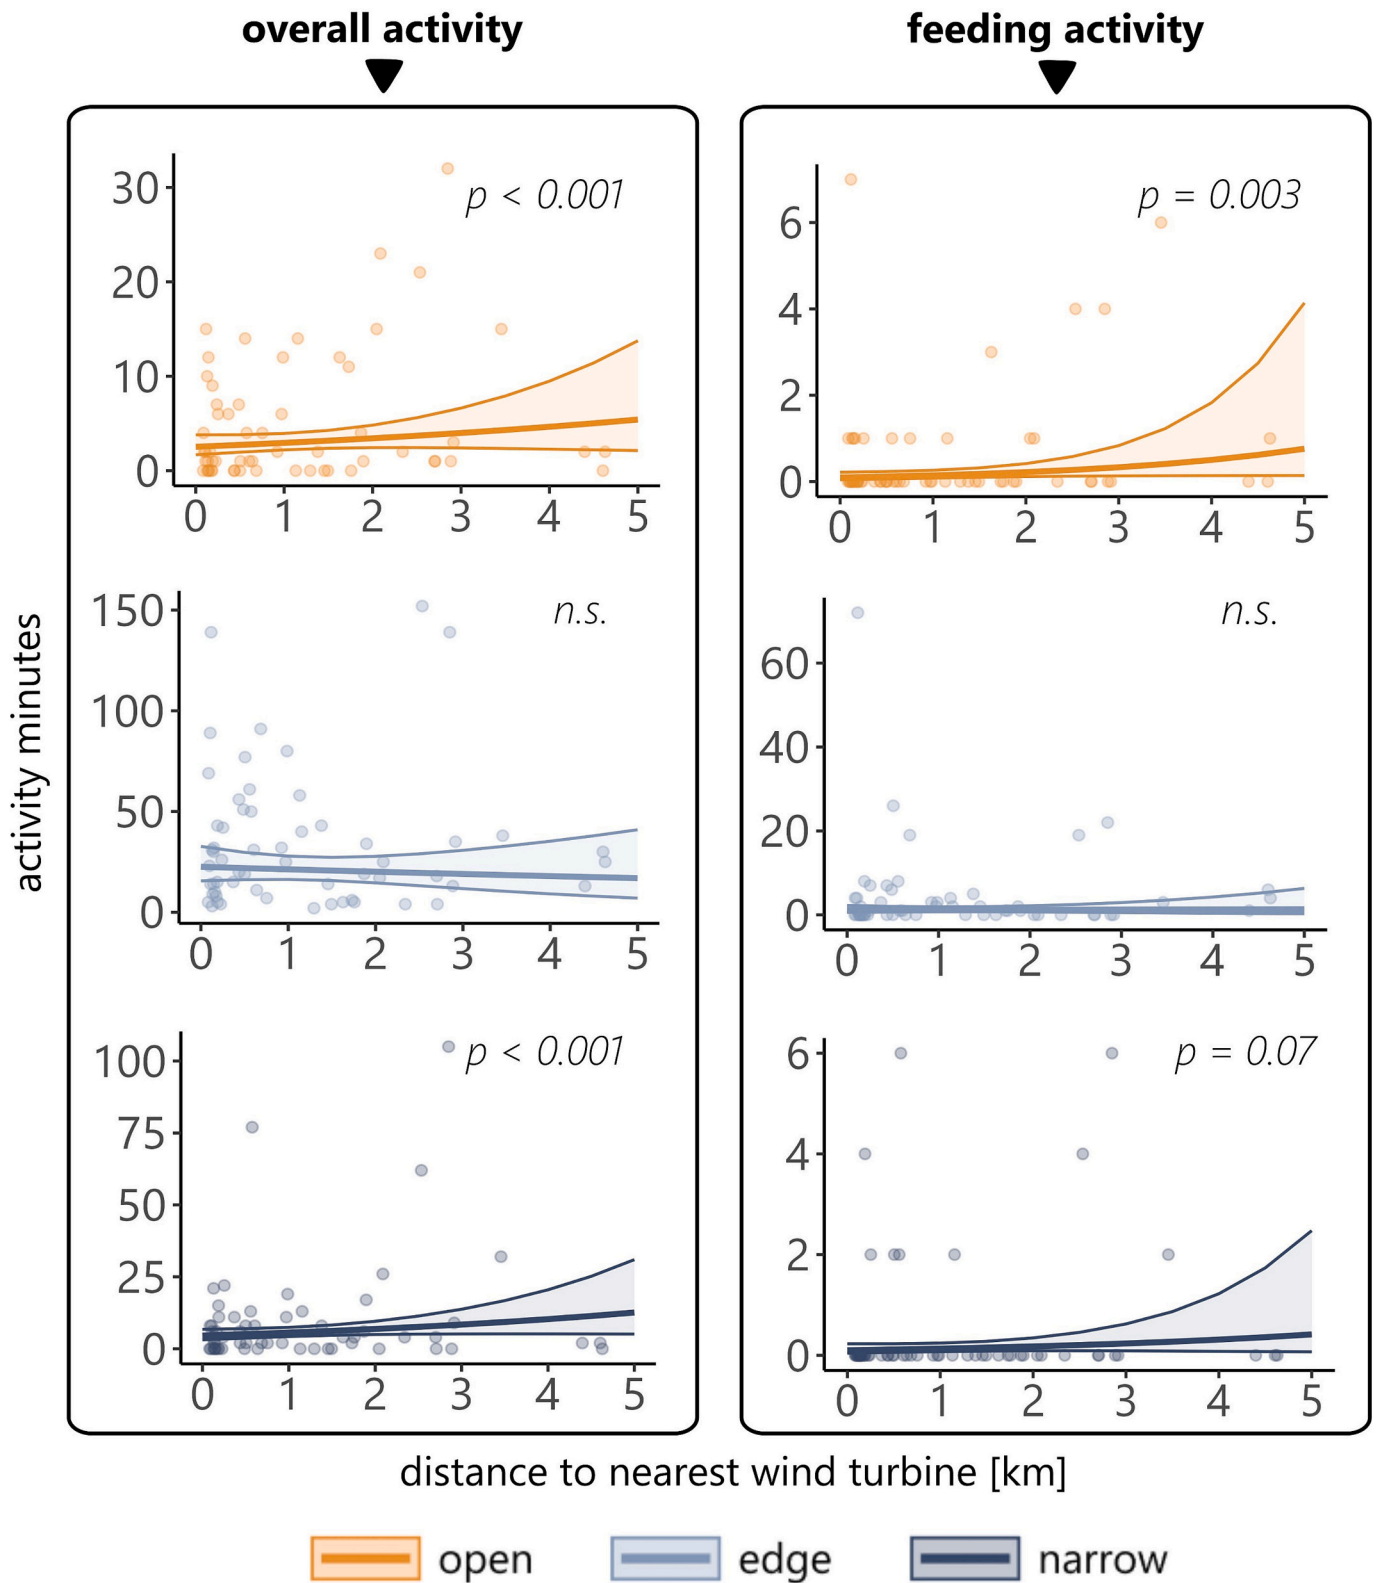 overall activity
feeding activity
p < 0.001
30
20
10
0
0 1 2 3 4 5
p = 0.003
6
4
2
0
0 1 2 3 4 5
activity minutes
n.s.
150
100
50
0
0 1 2 3 4 5
n.s.
60
40
20
0
0 1 2 3 4 5
p < 0.001
100
75
50
25
0
0 1 2 3 4 5
p = 0.07
6
4
2
0
0 1 2 3 4 5
distance to nearest wind turbine [km]
open edge narrow